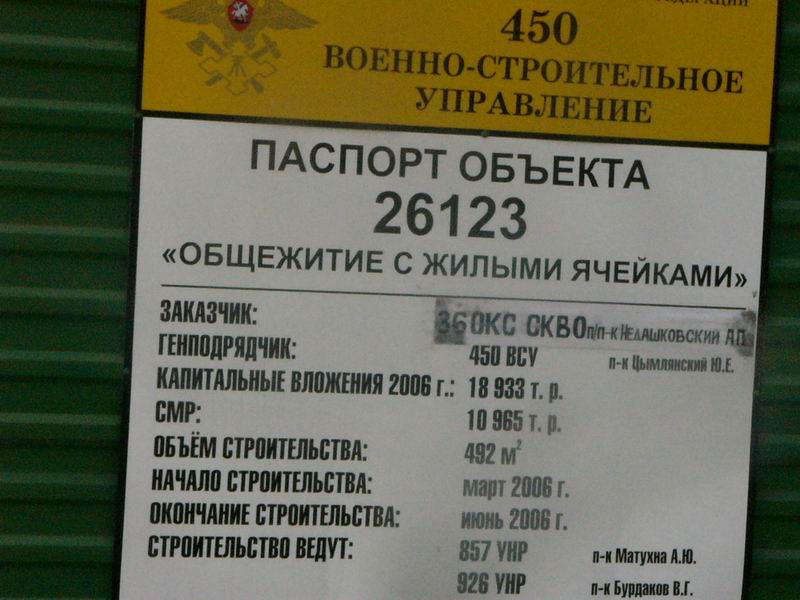 450
ВОЕННО-СТРОИТЕЛЬНОЕ
УПРАВЛЕНИЕ
ПАСПОРТ ОБЪЕКТА
26123
«ОБЩЕЖИТИЕ С ЖИЛЫМИ ЯЧЕЙКАМИ»
ЗАКАЗЧИК: 36 ОКС СКВО п/п-к НЕДАШКОВСКИЙ А.П.
ГЕНПОДРЯДЧИК: 450 ВСУ п-к Цымлянский Ю.Е.
КАПИТАЛЬНЫЕ ВЛОЖЕНИЯ 2006 г.: 18 933 т. р.
СМР: 10 965 т. р.
ОБЪЁМ СТРОИТЕЛЬСТВА: 492 м²
НАЧАЛО СТРОИТЕЛЬСТВА: март 2006 г.
ОКОНЧАНИЕ СТРОИТЕЛЬСТВА: июнь 2006 г.
СТРОИТЕЛЬСТВО ВЕДУТ: 857 УНР п-к Матухна А.Ю.
926 УНР п-к Бурдаков В.Г.